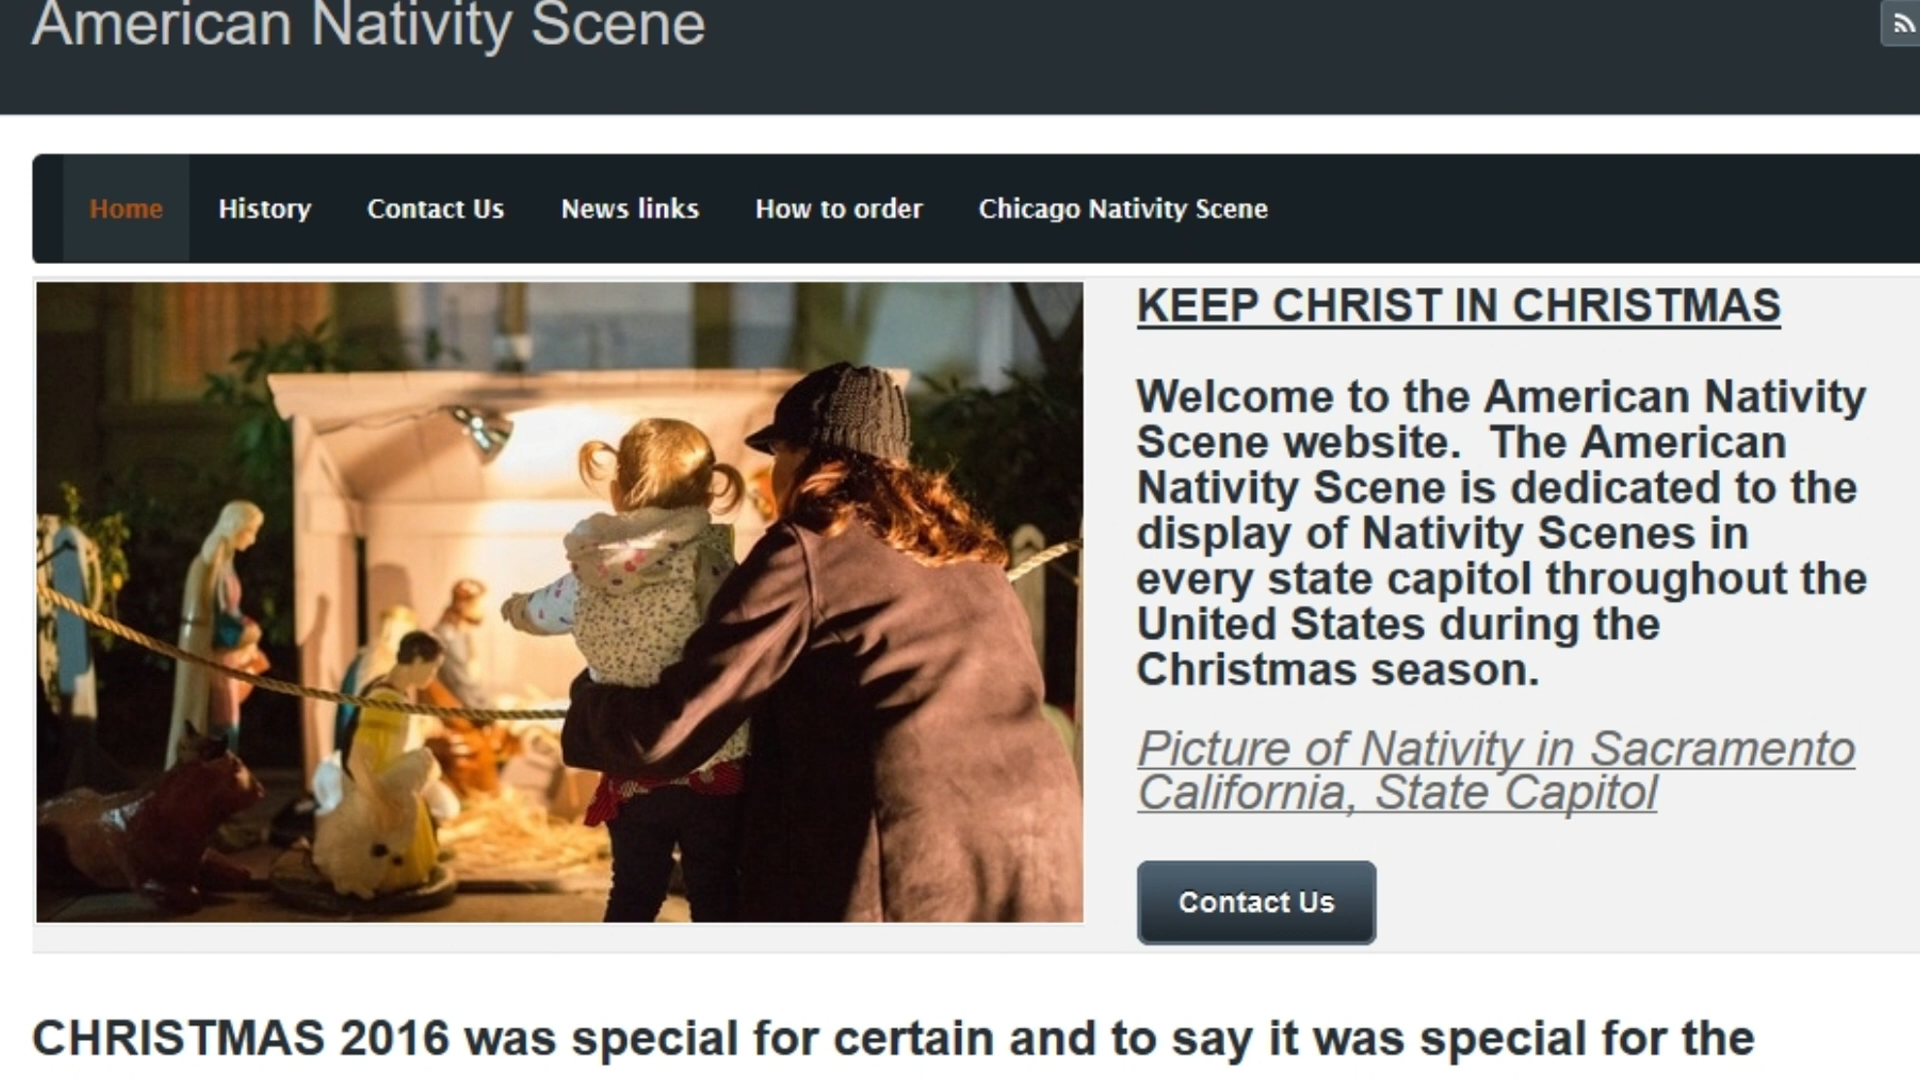 American Nativity Scene
Home History Contact Us News links How to order Chicago Nativity Scene
KEEP CHRIST IN CHRISTMAS
Welcome to the American Nativity
Scene website. The American
Nativity Scene is dedicated to the
display of Nativity Scenes in
every state capitol throughout the
United States during the
Christmas season.
Picture of Nativity in Sacramento
California, State Capitol
Contact Us
CHRISTMAS 2016 was special for certain and to say it was special for the